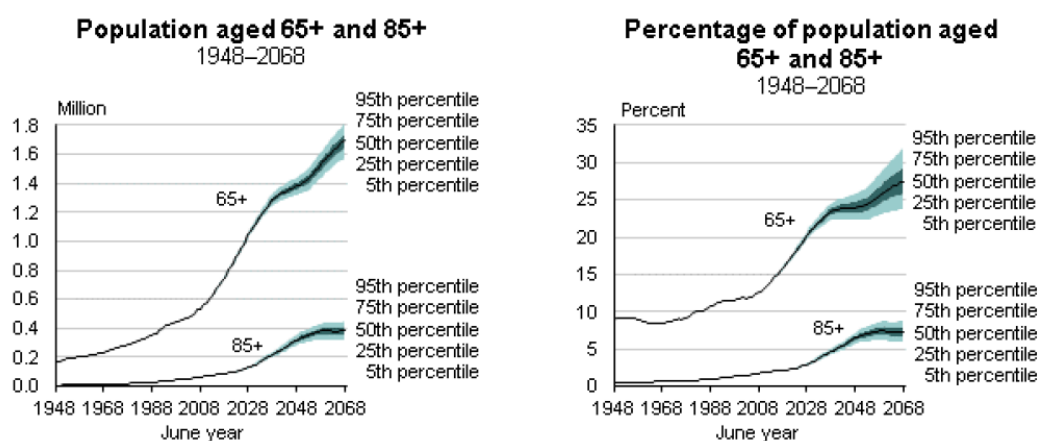 Population aged 65+ and 85+
1948–2068
Million
1.8
1.6
1.4
1.2
1.0
0.8
0.6
0.4
0.2
0.0
65+
85+
95th percentile
75th percentile
50th percentile
25th percentile
5th percentile
95th percentile
75th percentile
50th percentile
25th percentile
5th percentile
1948 1968 1988 2008 2028 2048 2068
June year
Percentage of population aged
65+ and 85+
1948–2068
Percent
35
30
25
20
15
10
5
0
65+
85+
95th percentile
75th percentile
50th percentile
25th percentile
5th percentile
95th percentile
75th percentile
50th percentile
25th percentile
5th percentile
1948 1968 1988 2008 2028 2048 2068
June year